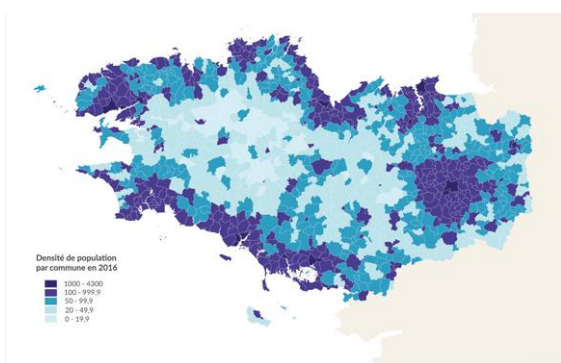 Densité de population
par commune en 2016
1000 - 4300
100 - 999,9
50 - 99,9
20 - 49,9
0 - 19,9